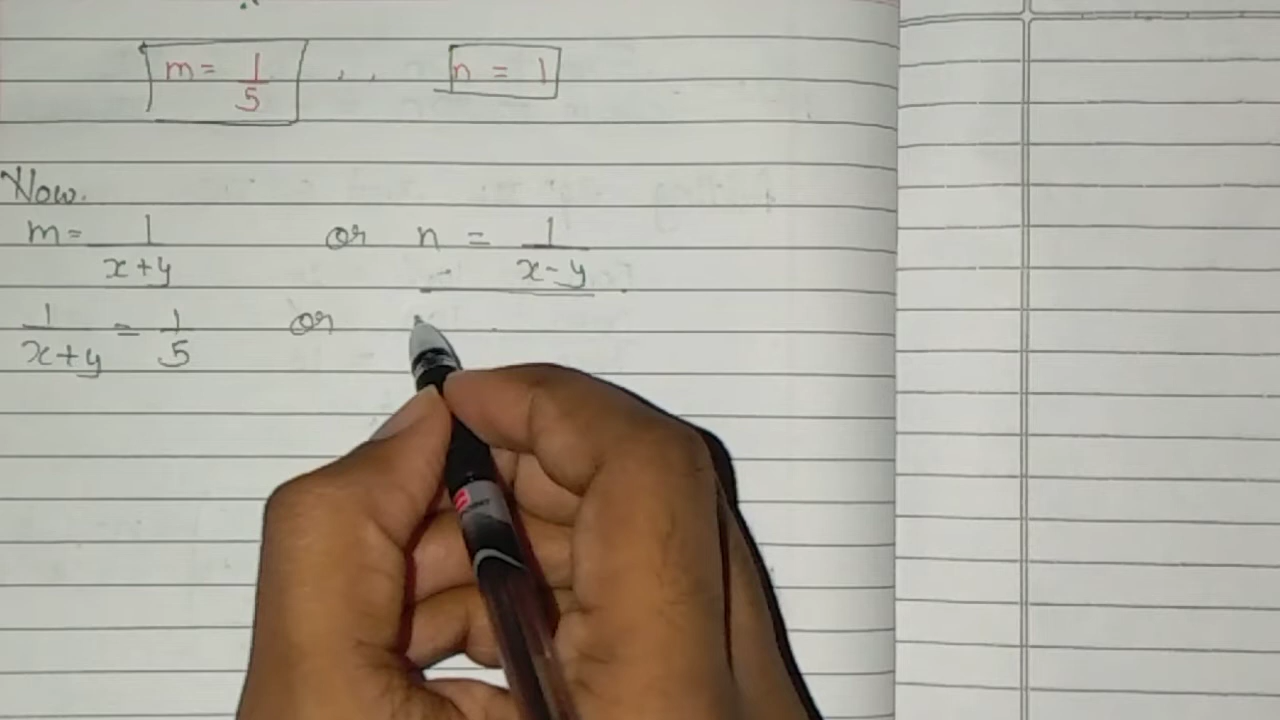 m = 1/5 , , n = 1
Now.
m = 1/(x+y) or n = 1/(x-y)
1/(x+y) = 1/5 or